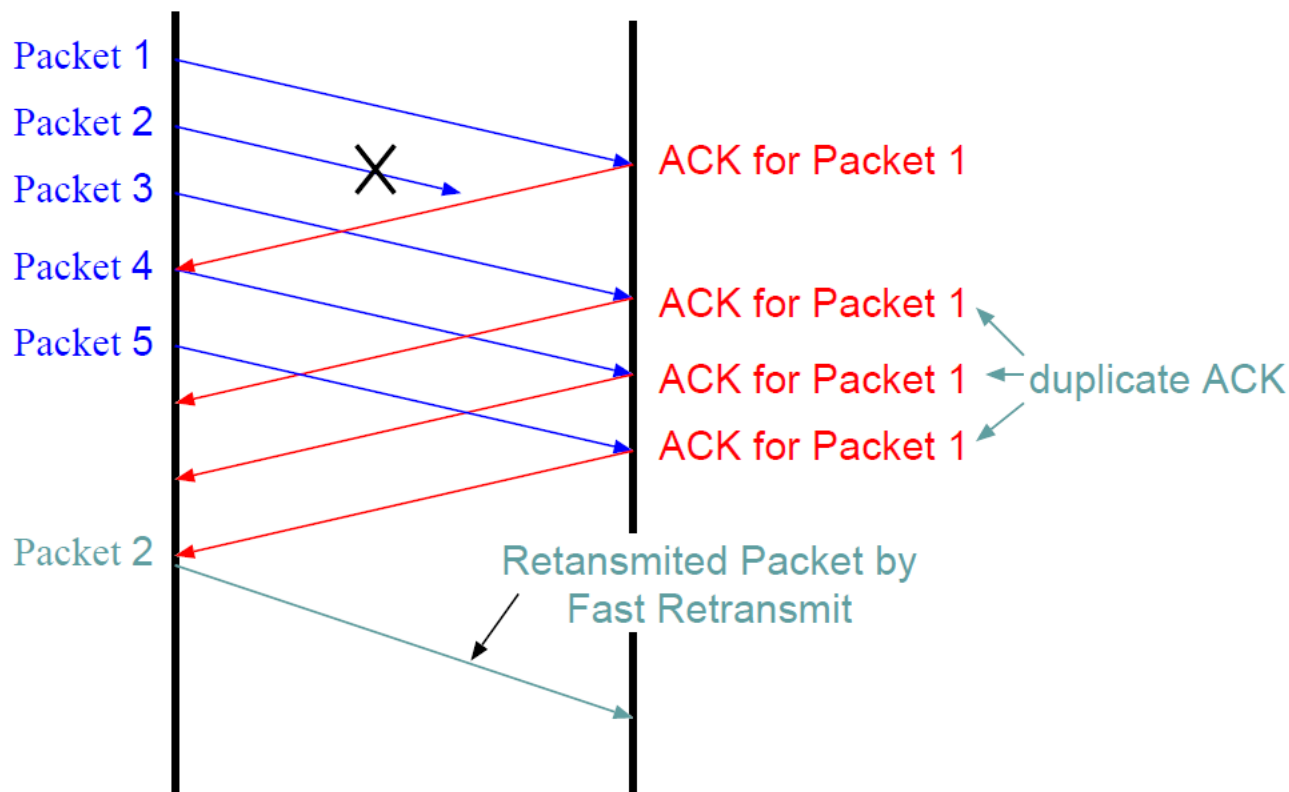 Packet 1
Packet 2
Packet 3
Packet 4
Packet 5
Packet 2
ACK for Packet 1
ACK for Packet 1
ACK for Packet 1
ACK for Packet 1
duplicate ACK
Retansmited Packet by
Fast Retransmit